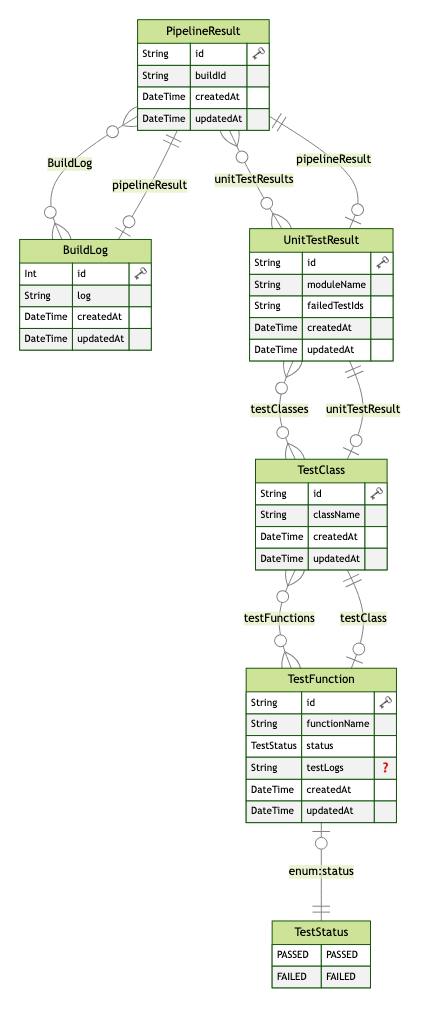 PipelineResult
String id
String buildId
DateTime createdAt
DateTime updatedAt
BuildLog
pipelineResult
unitTestResults
pipelineResult
BuildLog
Int id
String log
DateTime createdAt
DateTime updatedAt
UnitTestResult
String id
String moduleName
String failedTestIds
DateTime createdAt
DateTime updatedAt
testClasses
unitTestResult
TestClass
String id
String className
DateTime createdAt
DateTime updatedAt
testFunctions
testClass
TestFunction
String id
String functionName
TestStatus status
String testLogs ?
DateTime createdAt
DateTime updatedAt
enum:status
TestStatus
PASSED PASSED
FAILED FAILED